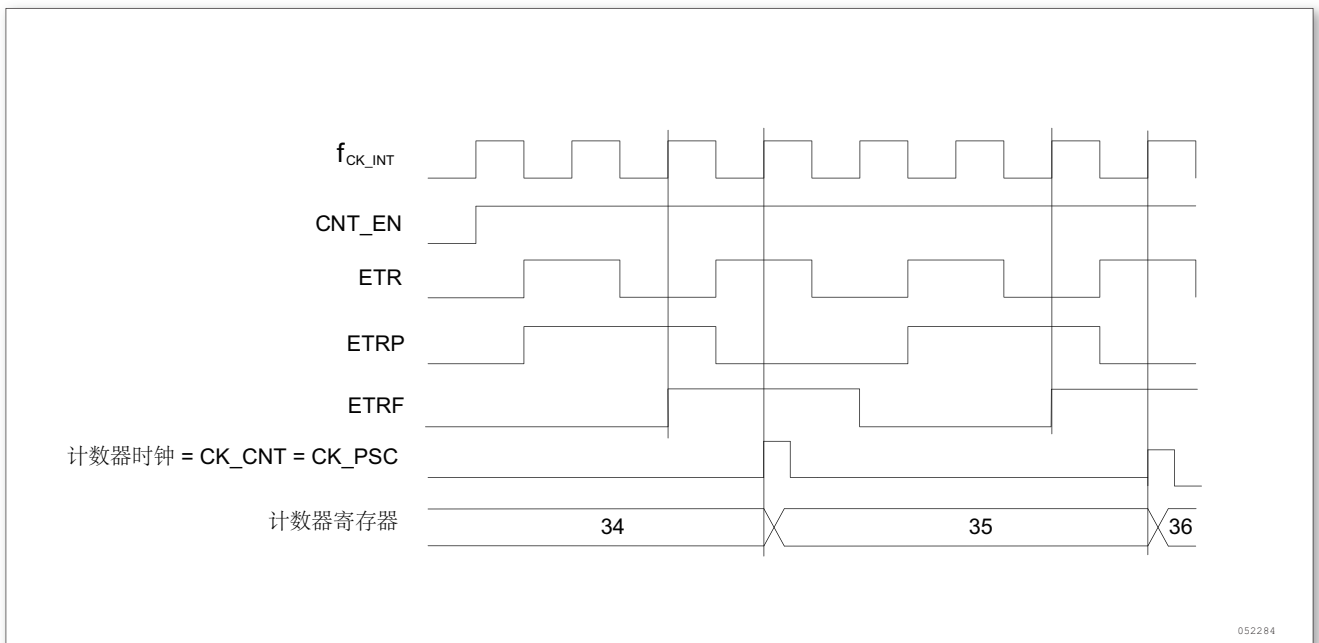 fCK_INT
CNT_EN
ETR
ETRP
ETRF
计数器时钟 = CK_CNT = CK_PSC
计数器寄存器 34 35 36
052284